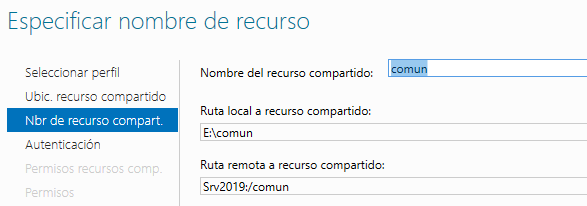 Especificar nombre de recurso
Seleccionar perfil
Ubic. recurso compartido
Nbr de recurso compart.
Autenticación
Permisos recursos comp.
Permisos
Nombre del recurso compartido: comun
Ruta local a recurso compartido:
E:\comun
Ruta remota a recurso compartido:
Srv2019:/comun